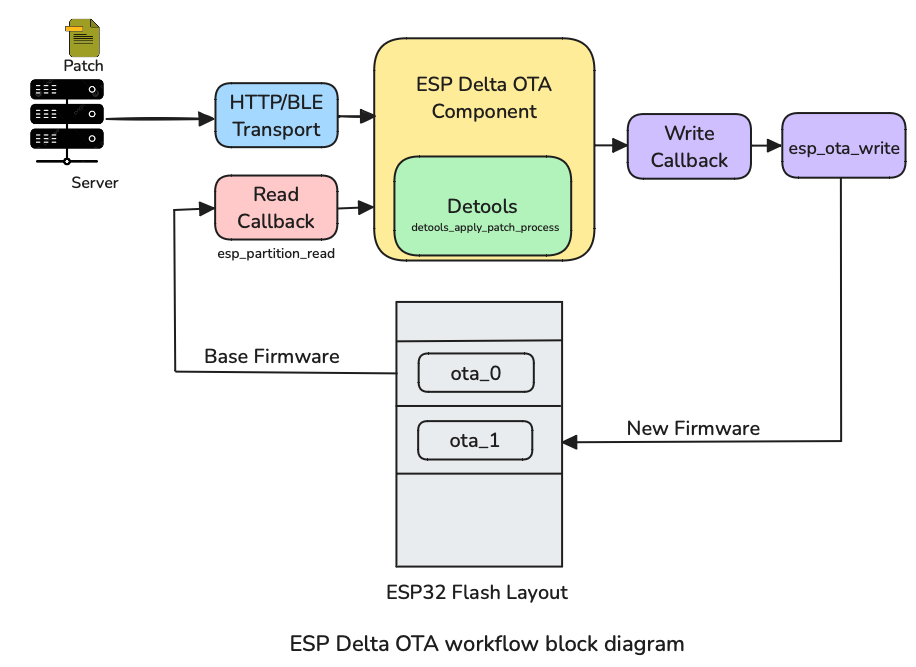 Patch
Server
HTTP/BLE
Transport
Read
Callback
esp_partition_read
ESP Delta OTA
Component
Detools
detools_apply_patch_process
Write
Callback
esp_ota_write
Base Firmware
ota_0
ota_1
New Firmware
ESP32 Flash Layout
ESP Delta OTA workflow block diagram